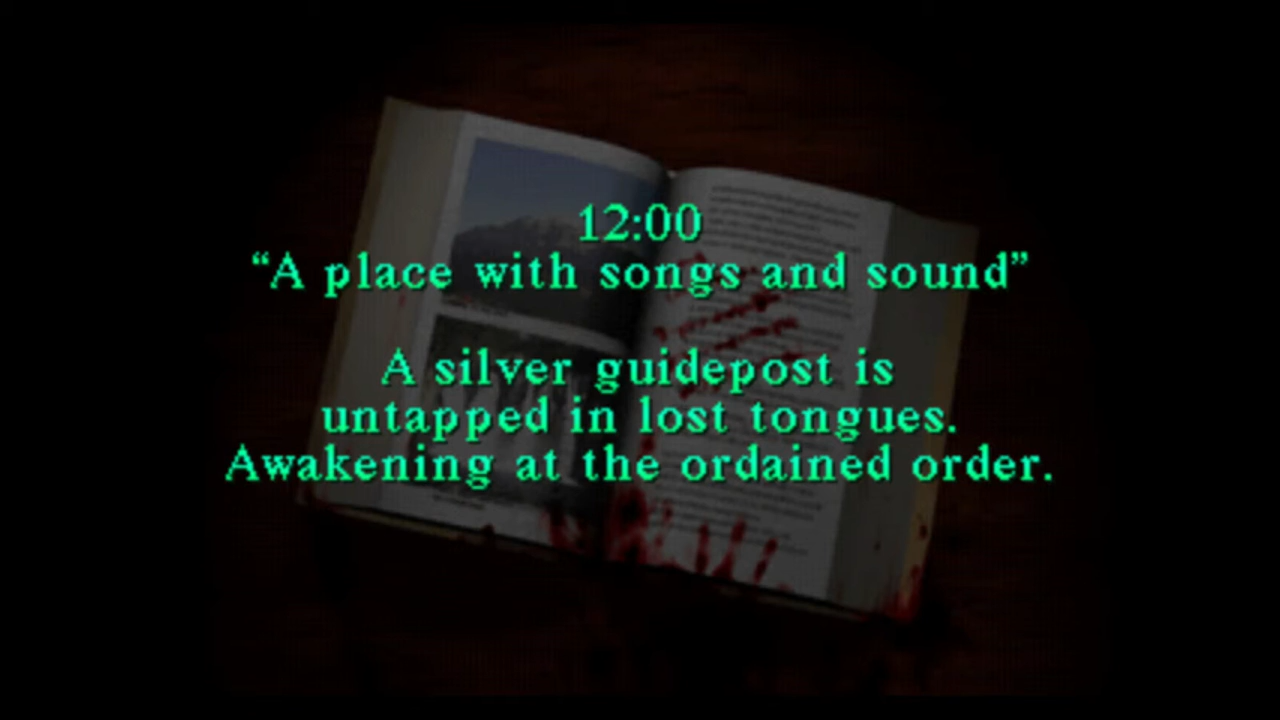 12:00
“A place with songs and sound”
A silver guidepost is
untapped in lost tongues.
Awakening at the ordained order.